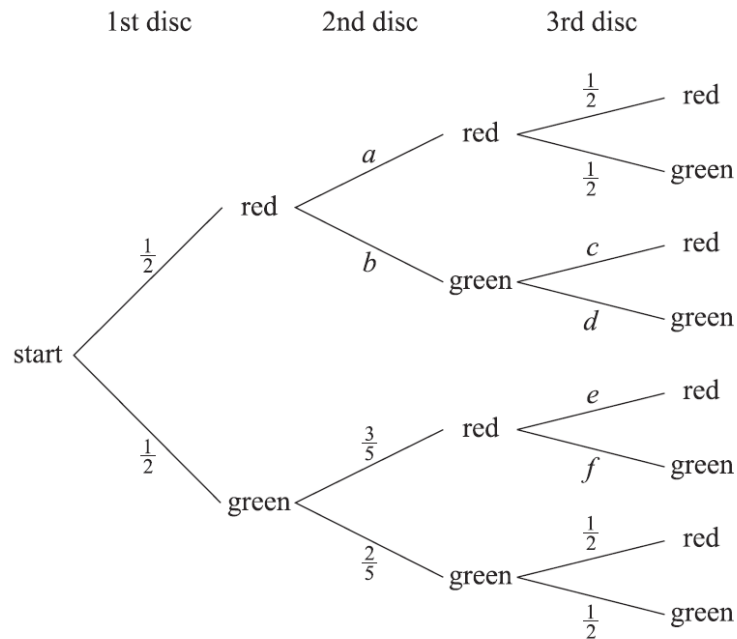 1st disc 2nd disc 3rd disc
1/2 red
red
a 1/2 green
red
1/2 b c red
green
d green
start
e red
3/5 red
1/2 f green
green
1/2 red
2/5 green
1/2 green